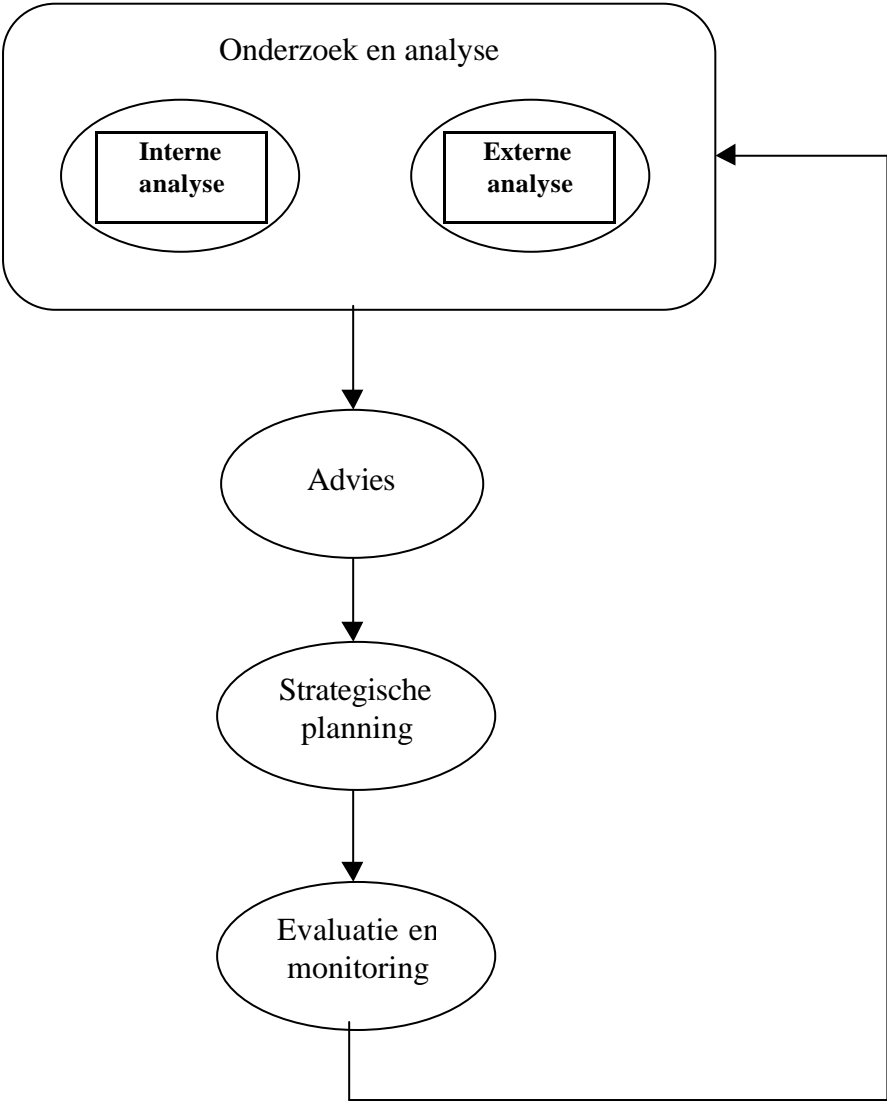 Onderzoek en analyse
Interne
analyse
Externe
analyse
Advies
Strategische
planning
Evaluatie en
monitoring